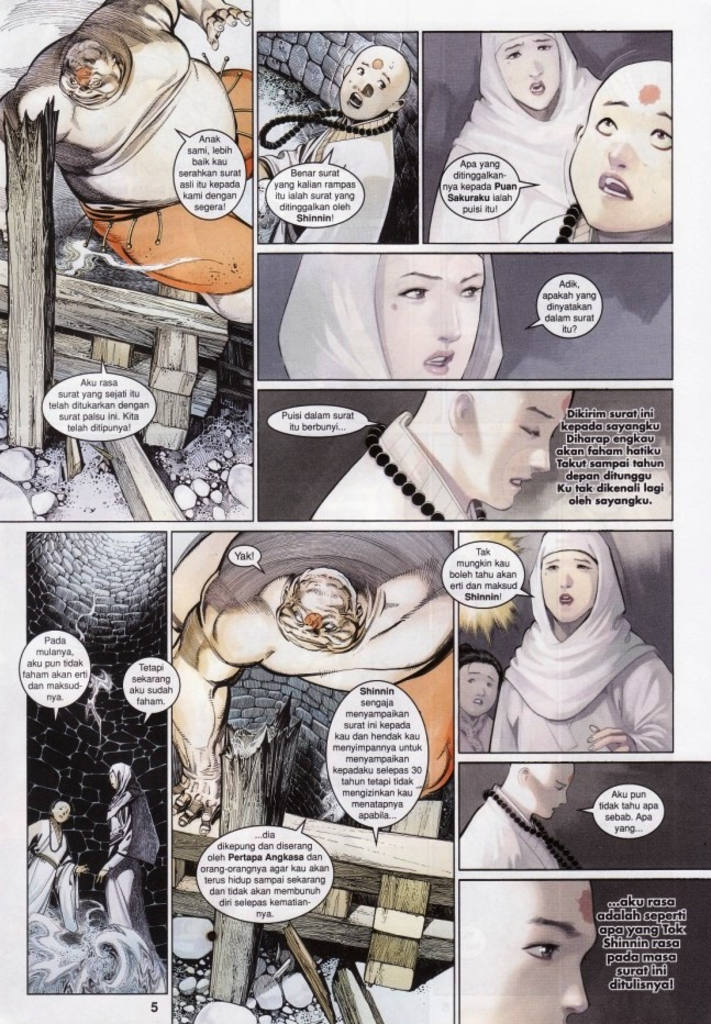 Anak
sami, lebih
baik kau
serahkan surat
asli itu kepada
kami dengan
segera!
Aku rasa
surat yang sejati itu
telah ditukarkan dengan
surat palsu ini. Kita
telah ditipunya!
Benar surat
yang kalian rampas
itu ialah surat yang
ditinggalkan oleh
Shinnin!
Apa yang
ditinggalkan-
nya kepada Puan
Sakuraku ialah
puisi itu!
Adik,
apakah yang
dinyatakan
dalam surat
itu?
Puisi dalam surat
itu berbunyi...
Dikirim surat ini
kepada sayangku
Diharap engkau
akan faham hatiku
Takut sampai tahun
depan ditunggu
Ku tak dikenali lagi
oleh sayangku.
Pada
mulanya,
aku pun tidak
faham akan erti
dan maksud-
nya.
Tetapi
sekarang
aku sudah
faham.
Yak!
Shinnin
sengaja
menyampaikan
surat ini kepada
kau dan hendak kau
menyimpannya untuk
menyampaikan
kepadaku selepas 30
tahun tetapi tidak
mengizinkan kau
menatapnya
apabila...
...dia
dikepung dan diserang
oleh Pertapa Angkasa dan
orang-orangnya agar kau
terus hidup sampai sekarang
dan tidak akan membunuh
diri selepas kematian-
nya.
Tak
mungkin kau
boleh tahu akan
erti dan maksud
Shinnin!
Aku pun
tidak tahu apa
sebab. Apa
yang...
...aku rasa
adalah seperti
apa yang Tok
Shinnin rasa
pada masa
surat ini
ditulisnya!
5